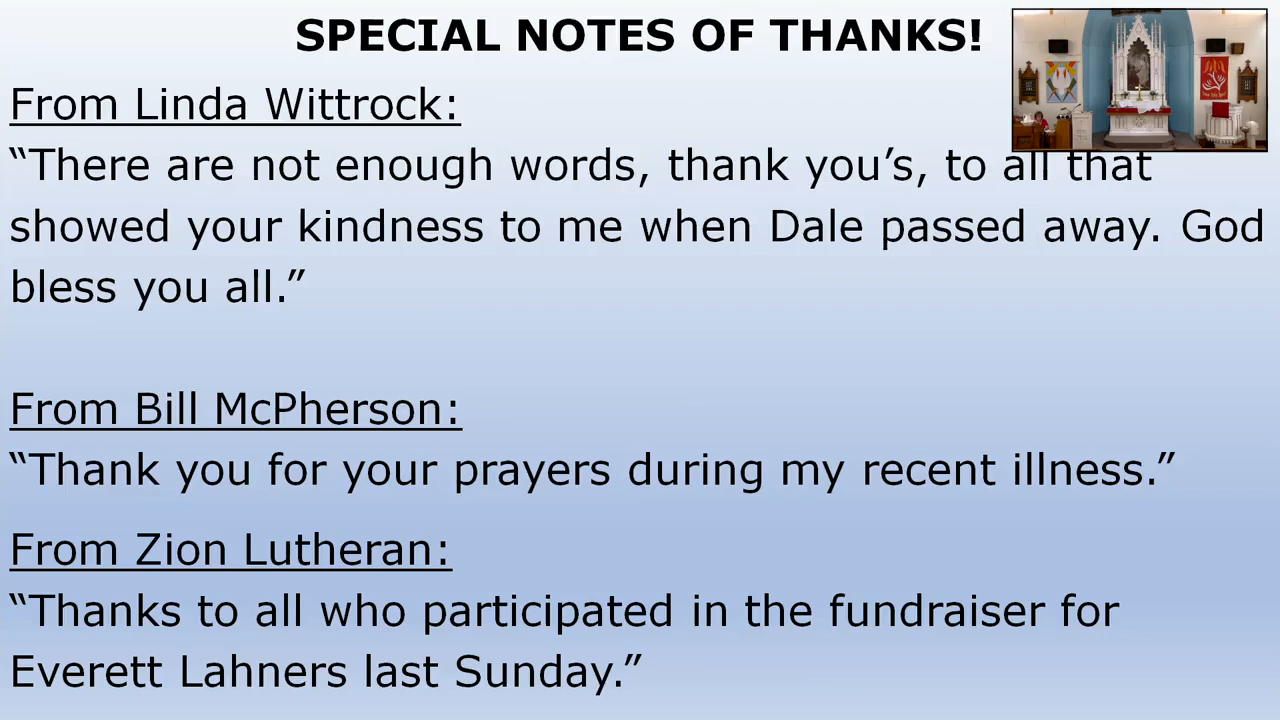 SPECIAL NOTES OF THANKS!
From Linda Wittrock:
“There are not enough words, thank you’s, to all that
showed your kindness to me when Dale passed away. God
bless you all.”
From Bill McPherson:
“Thank you for your prayers during my recent illness.”
From Zion Lutheran:
“Thanks to all who participated in the fundraiser for
Everett Lahners last Sunday.”